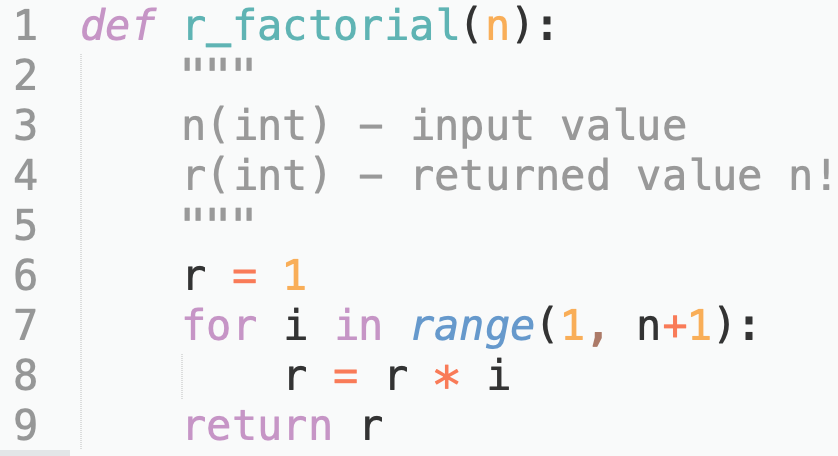 1 def r_factorial(n):
2 """
3 n(int) – input value
4 r(int) – returned value n!
5 """
6 r = 1
7 for i in range(1, n+1):
8 r = r * i
9 return r